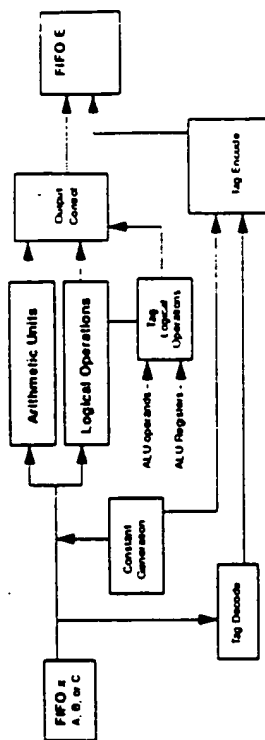 FIFO x
A, B, or C
Arithmetic Units
Logical Operations
Output
Control
FIFO E
Constant
Generation
ALU operands -
ALU Registers -
Tag
Logical
Operations
Tag Decode
Tag Encode